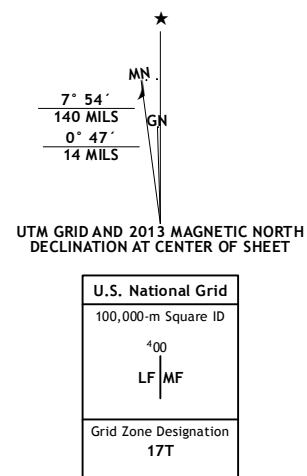 ★
MN
7° 54´
140 MILS
GN
0° 47´
14 MILS
UTM GRID AND 2013 MAGNETIC NORTH
DECLINATION AT CENTER OF SHEET
U.S. National Grid
100,000-m Square ID
⁴00
LF MF
Grid Zone Designation
17T